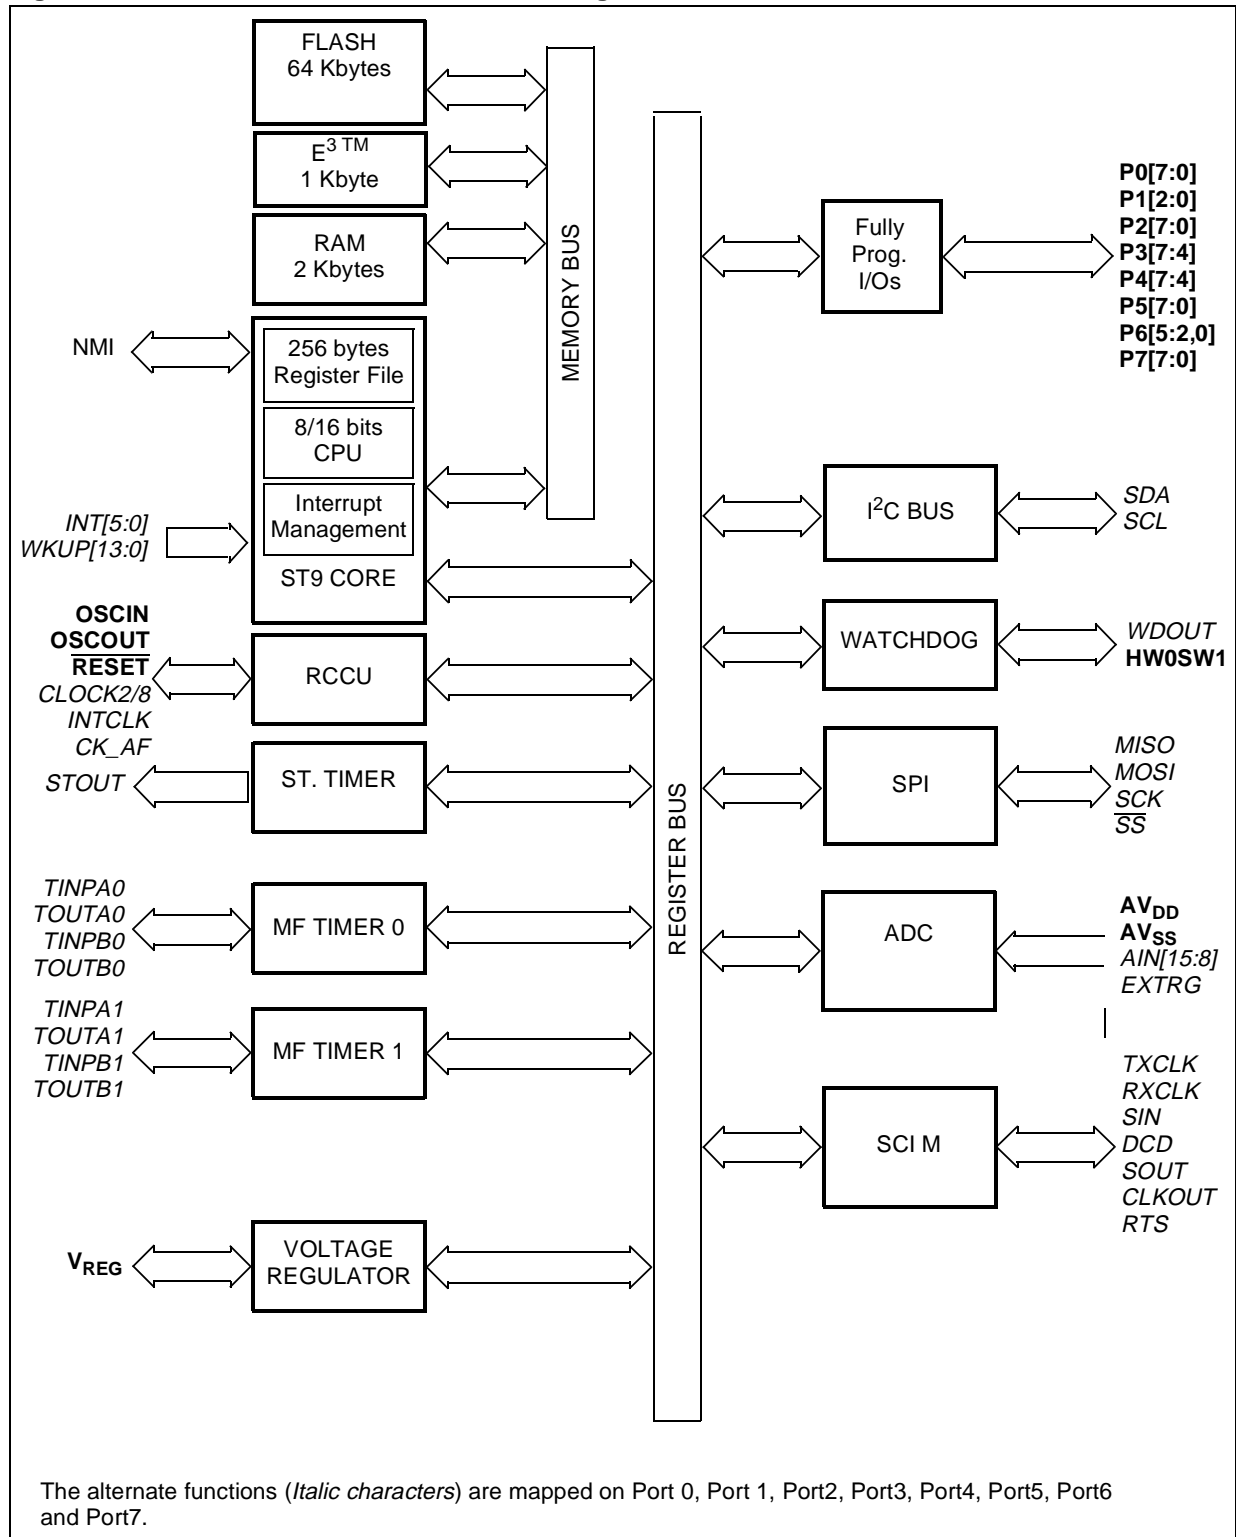 FLASH
64 Kbytes
E³ ™
1 Kbyte
RAM
2 Kbytes
MEMORY BUS
NMI
256 bytes
Register File
8/16 bits
CPU
Interrupt
Management
ST9 CORE
INT[5:0]
WKUP[13:0]
OSCIN
OSCOUT
RESET
CLOCK2/8
INTCLK
CK_AF
RCCU
STOUT
ST. TIMER
TINPA0
TOUTA0
TINPB0
TOUTB0
MF TIMER 0
TINPA1
TOUTA1
TINPB1
TOUTB1
MF TIMER 1
VREG
VOLTAGE
REGULATOR
REGISTER BUS
Fully
Prog.
I/Os
P0[7:0]
P1[2:0]
P2[7:0]
P3[7:4]
P4[7:4]
P5[7:0]
P6[5:2,0]
P7[7:0]
I²C BUS
SDA
SCL
WATCHDOG
WDOUT
HW0SW1
SPI
MISO
MOSI
SCK
SS
ADC
AVDD
AVSS
AIN[15:8]
EXTRG
SCI M
TXCLK
RXCLK
SIN
DCD
SOUT
CLKOUT
RTS
The alternate functions (Italic characters) are mapped on Port 0, Port 1, Port2, Port3, Port4, Port5, Port6
and Port7.